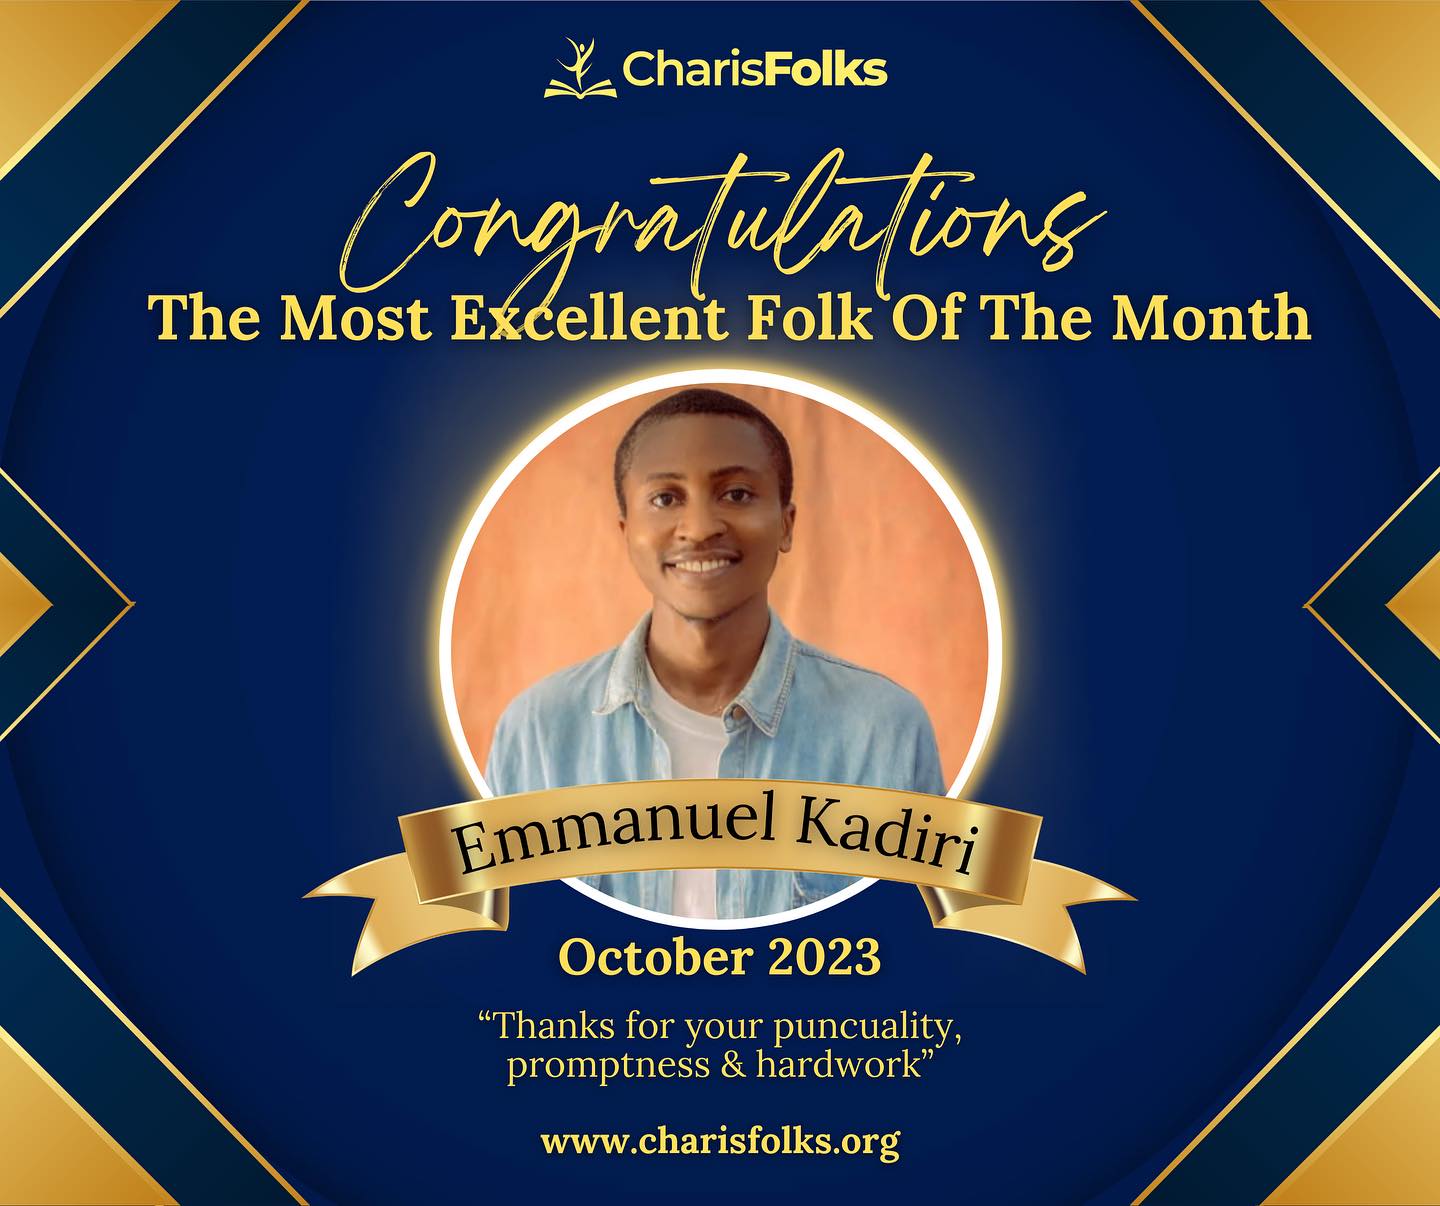 CharisFolks
Congratulations
The Most Excellent Folk Of The Month
Emmanuel Kadiri
October 2023
“Thanks for your puncuality,
promptness & hardwork”
www.charisfolks.org